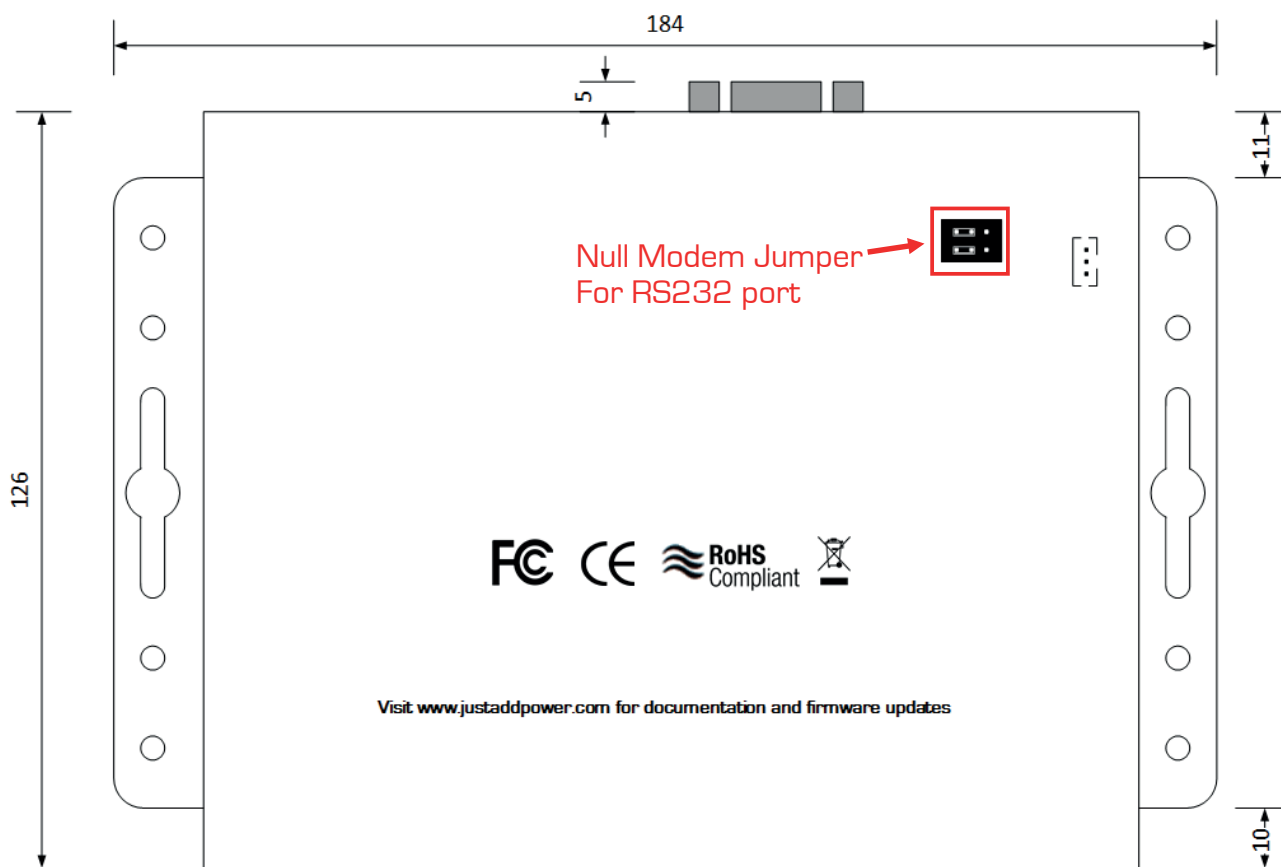 184
5
11
Null Modem Jumper
For RS232 port
126
FC CE RoHS
Compliant
Visit www.justaddpower.com for documentation and firmware updates
10